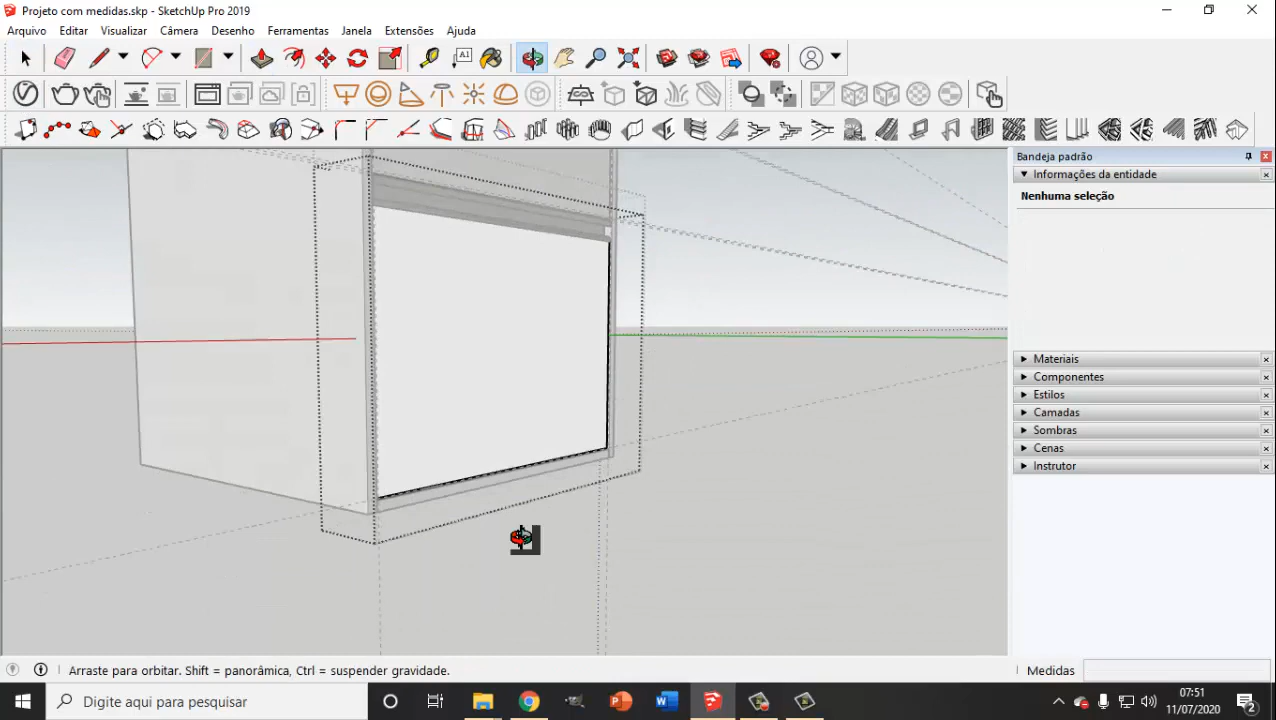 Projeto com medidas.skp - SketchUp Pro 2019
Arquivo Editar Visualizar Câmera Desenho Ferramentas Janela Extensões Ajuda
A1
Bandeja padrão
Informações da entidade
Nenhuma seleção
Materiais
Componentes
Estilos
Camadas
Sombras
Cenas
Instrutor
Arraste para orbitar. Shift = panorâmica, Ctrl = suspender gravidade.
Medidas
Digite aqui para pesquisar
07:51
11/07/2020
2